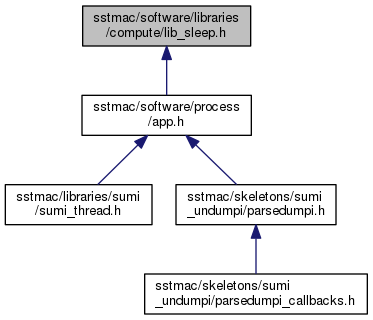 sstmac/software/libraries
/compute/lib_sleep.h
sstmac/software/process
/app.h
sstmac/libraries/sumi
/sumi_thread.h
sstmac/skeletons/sumi
_undumpi/parsedumpi.h
sstmac/skeletons/sumi
_undumpi/parsedumpi_callbacks.h